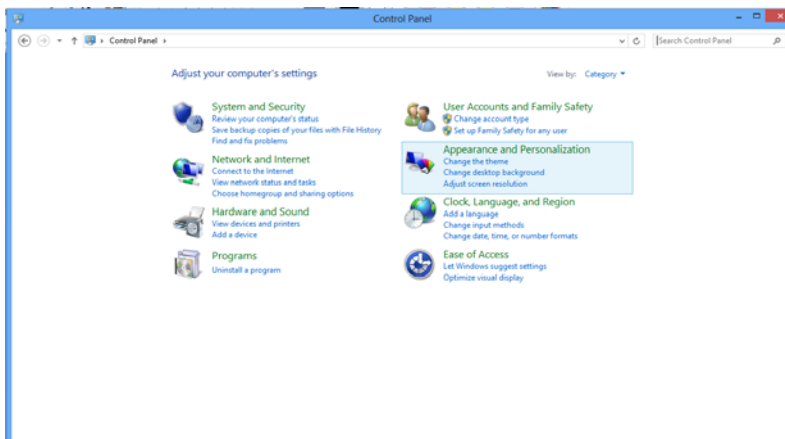 Control Panel
Control Panel
Search Control Panel
Adjust your computer's settings
View by: Category
System and Security
Review your computer's status
Save backup copies of your files with File History
Find and fix problems
Network and Internet
Connect to the Internet
View network status and tasks
Choose homegroup and sharing options
Hardware and Sound
View devices and printers
Add a device
Programs
Uninstall a program
User Accounts and Family Safety
Change account type
Set up Family Safety for any user
Appearance and Personalization
Change the theme
Change desktop background
Adjust screen resolution
Clock, Language, and Region
Add a language
Change input methods
Change date, time, or number formats
Ease of Access
Let Windows suggest settings
Optimize visual display